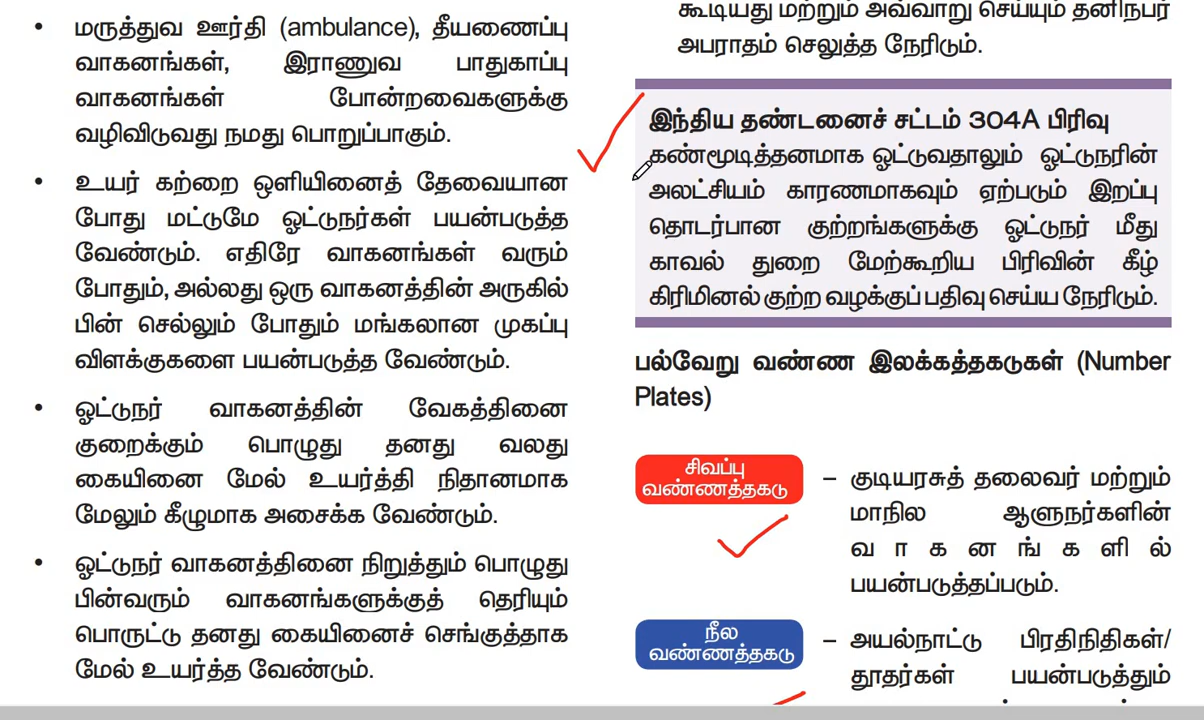 • மருத்துவ ஊர்தி (ambulance), தீயணைப்பு
வாகனங்கள், இராணுவ பாதுகாப்பு
வாகனங்கள் போன்றவைகளுக்கு
வழிவிடுவது நமது பொறுப்பாகும்.
• உயர் கற்றை ஒளியினைத் தேவையான
போது மட்டுமே ஓட்டுநர்கள் பயன்படுத்த
வேண்டும். எதிரே வாகனங்கள் வரும்
போதும், அல்லது ஒரு வாகனத்தின் அருகில்
பின் செல்லும் போதும் மங்கலான முகப்பு
விளக்குகளை பயன்படுத்த வேண்டும்.
• ஓட்டுநர் வாகனத்தின் வேகத்தினை
குறைக்கும் பொழுது தனது வலது
கையினை மேல் உயர்த்தி நிதானமாக
மேலும் கீழுமாக அசைக்க வேண்டும்.
• ஓட்டுநர் வாகனத்தினை நிறுத்தும் பொழுது
பின்வரும் வாகனங்களுக்குத் தெரியும்
பொருட்டு தனது கையினைச் செங்குத்தாக
மேல் உயர்த்த வேண்டும்.
கூடியது மற்றும் அவ்வாறு செய்யும் தனிநபர்
அபராதம் செலுத்த நேரிடும்.
இந்திய தண்டனைச் சட்டம் 304A பிரிவு
கண்மூடித்தனமாக ஓட்டுவதாலும் ஓட்டுநரின்
அலட்சியம் காரணமாகவும் ஏற்படும் இறப்பு
தொடர்பான குற்றங்களுக்கு ஓட்டுநர் மீது
காவல் துறை மேற்கூறிய பிரிவின் கீழ்
கிரிமினல் குற்ற வழக்குப் பதிவு செய்ய நேரிடும்.
பல்வேறு வண்ண இலக்கத்தகடுகள் (Number
Plates)
சிவப்பு
வண்ணத்தகடு
– குடியரசுத் தலைவர் மற்றும்
மாநில ஆளுநர்களின்
வா க ன ங் க ளி ல்
பயன்படுத்தப்படும்.
நீல
வண்ணத்தகடு
– அயல்நாட்டு பிரதிநிதிகள்/
தூதர்கள் பயன்படுத்தும்